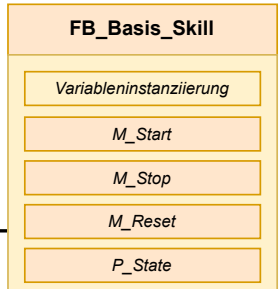 FB_Basis_Skill
Variableninstanziierung
M_Start
M_Stop
M_Reset
P_State